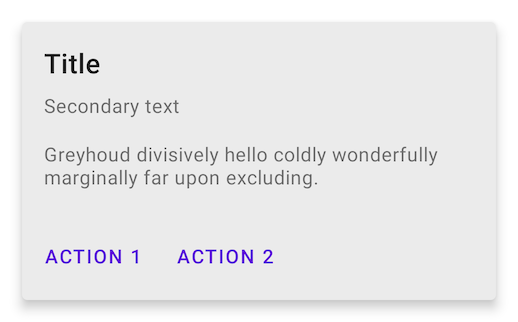 Title
Secondary text
Greyhoud divisively hello coldly wonderfully
marginally far upon excluding.
ACTION 1 ACTION 2